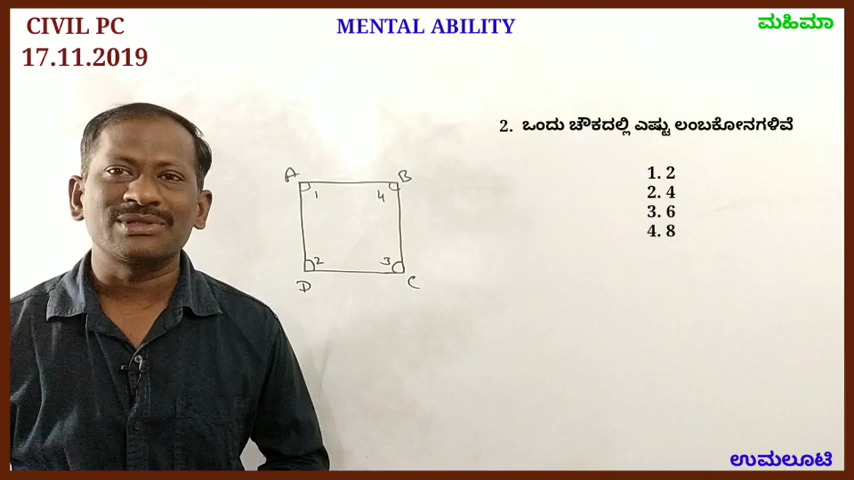 CIVIL PC
17.11.2019
MENTAL ABILITY
ಮಹಿಮಾ
2. ಒಂದು ಚೌಕದಲ್ಲಿ ಎಷ್ಟು ಲಂಬಕೋನಗಳಿವೆ
1. 2
2. 4
3. 6
4. 8
A B
1 4
2 3
D C
ಉಮಲೂಟಿ